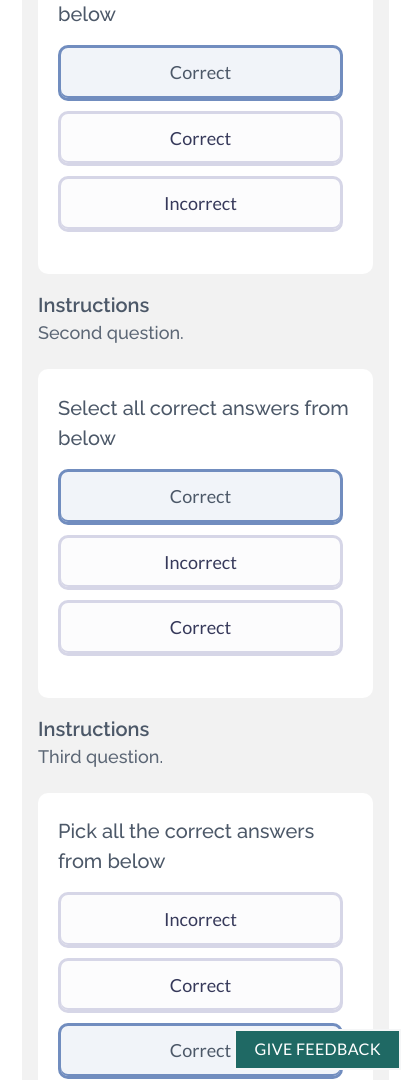 below
Correct
Correct
Incorrect
Instructions
Second question.
Select all correct answers from
below
Correct
Incorrect
Correct
Instructions
Third question.
Pick all the correct answers
from below
Incorrect
Correct
Correct
GIVE FEEDBACK